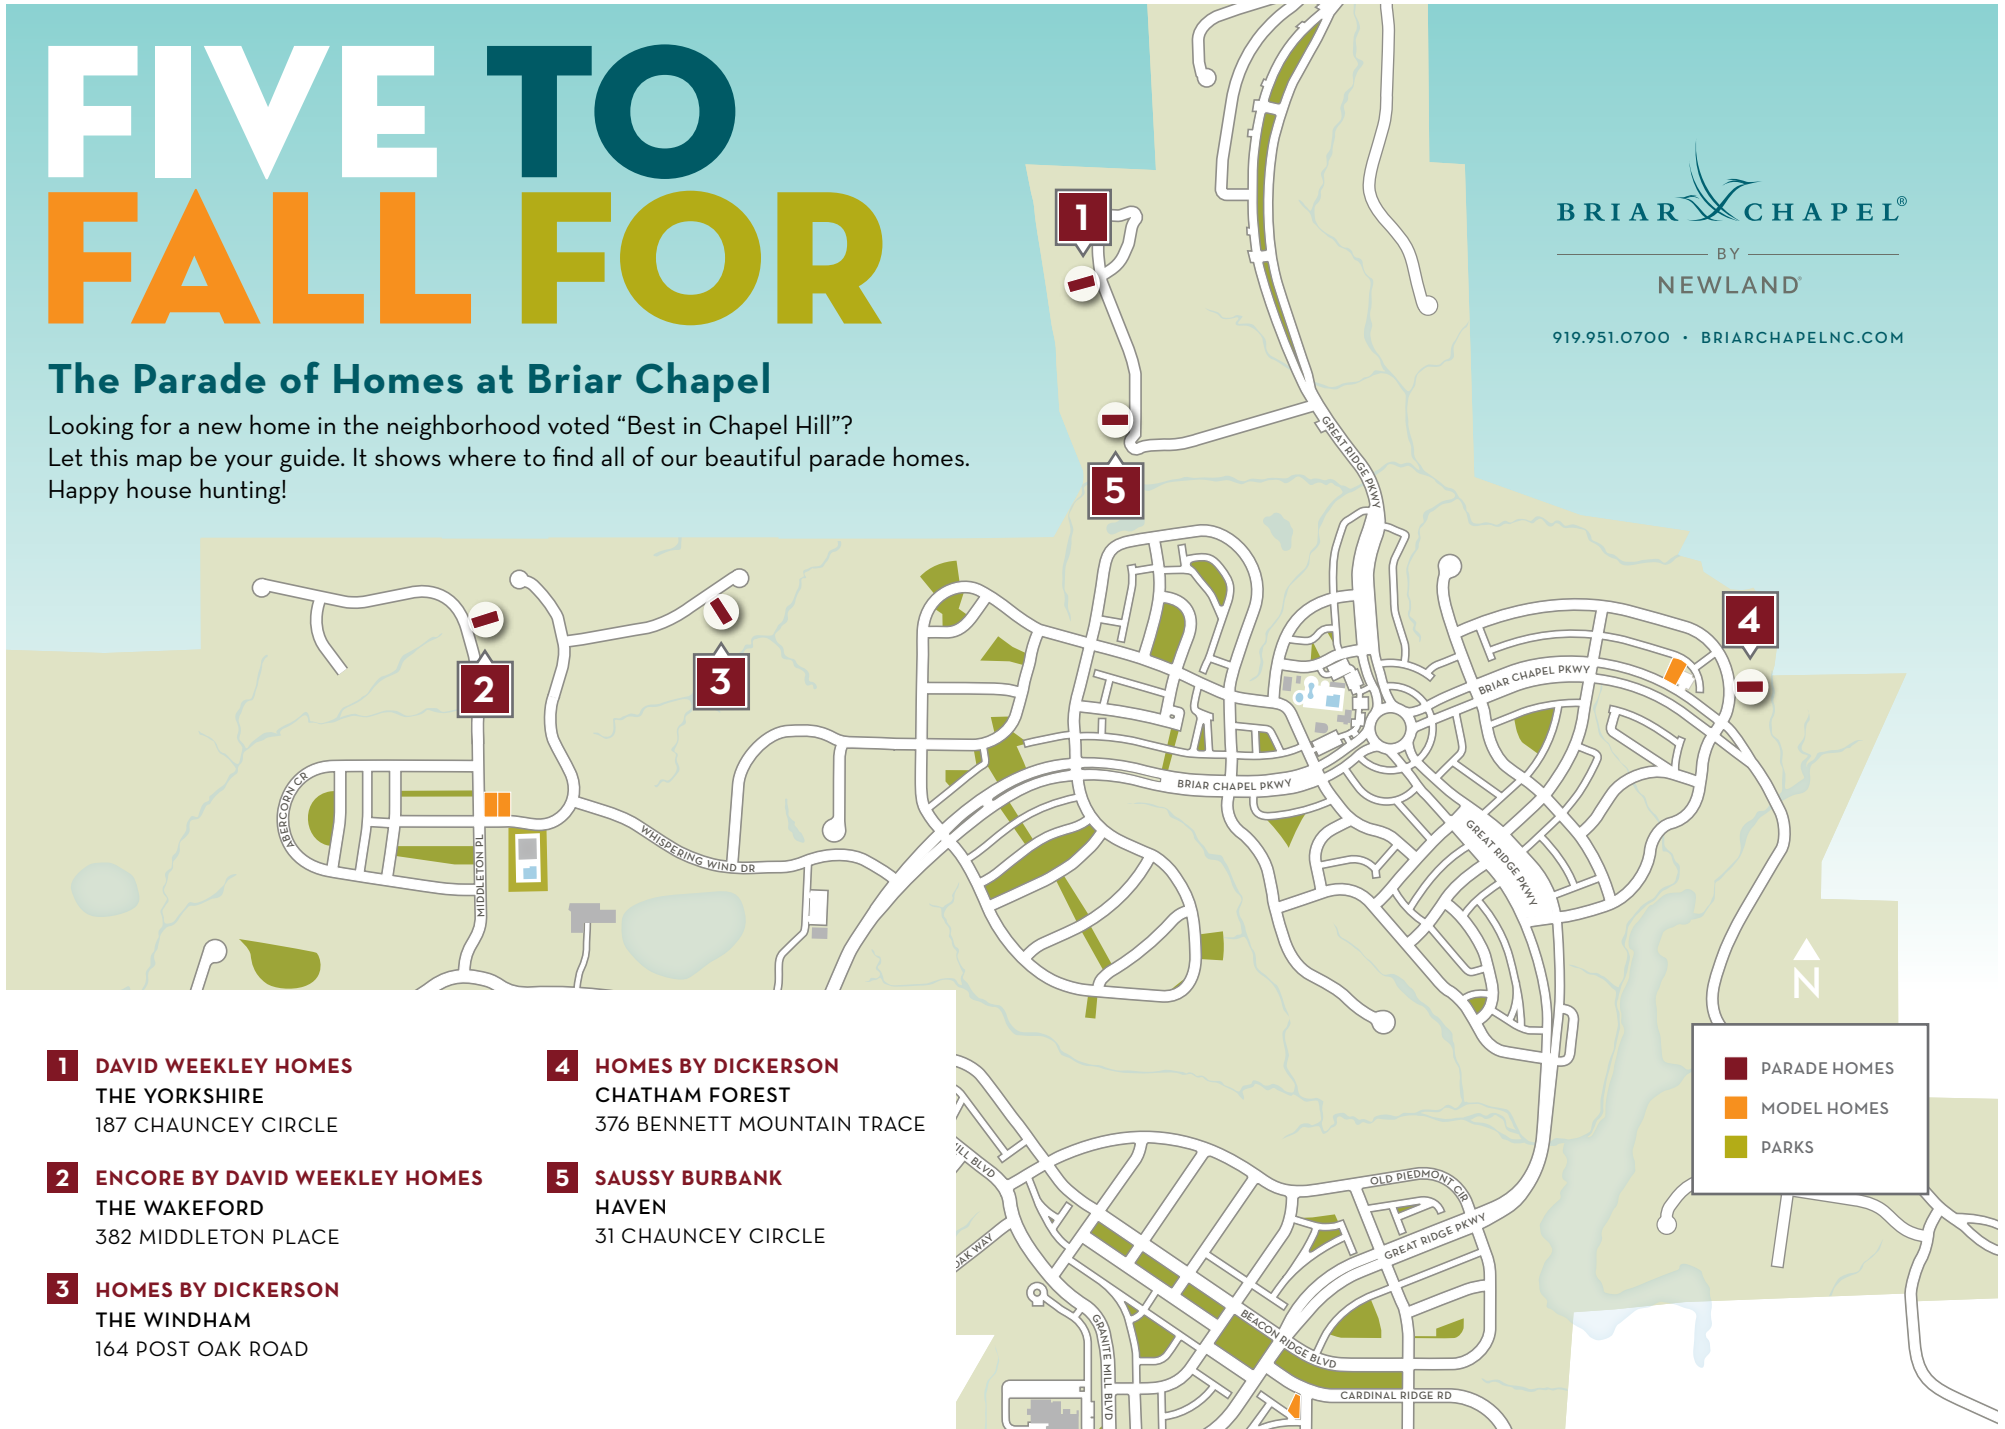 FIVE TO
FALL FOR
The Parade of Homes at Briar Chapel
Looking for a new home in the neighborhood voted “Best in Chapel Hill”?
Let this map be your guide. It shows where to find all of our beautiful parade homes.
Happy house hunting!
BRIAR CHAPEL®
BY
NEWLAND®
919.951.0700 • BRIARCHAPELNC.COM
1
5
GREAT RIDGE PKWY
2
3
4
BRIAR CHAPEL PKWY
BRIAR CHAPEL PKWY
ABERCORN CR
MIDDLETON PL
WHISPERING WIND DR
GREAT RIDGE PKWY
N
1 DAVID WEEKLEY HOMES
THE YORKSHIRE
187 CHAUNCEY CIRCLE
2 ENCORE BY DAVID WEEKLEY HOMES
THE WAKEFORD
382 MIDDLETON PLACE
3 HOMES BY DICKERSON
THE WINDHAM
164 POST OAK ROAD
4 HOMES BY DICKERSON
CHATHAM FOREST
376 BENNETT MOUNTAIN TRACE
5 SAUSSY BURBANK
HAVEN
31 CHAUNCEY CIRCLE
PARADE HOMES
MODEL HOMES
PARKS
ILL BLVD
OAK WAY
OLD PIEDMONT CIR
GREAT RIDGE PKWY
GRANITE MILL BLVD
BEACON RIDGE BLVD
CARDINAL RIDGE RD